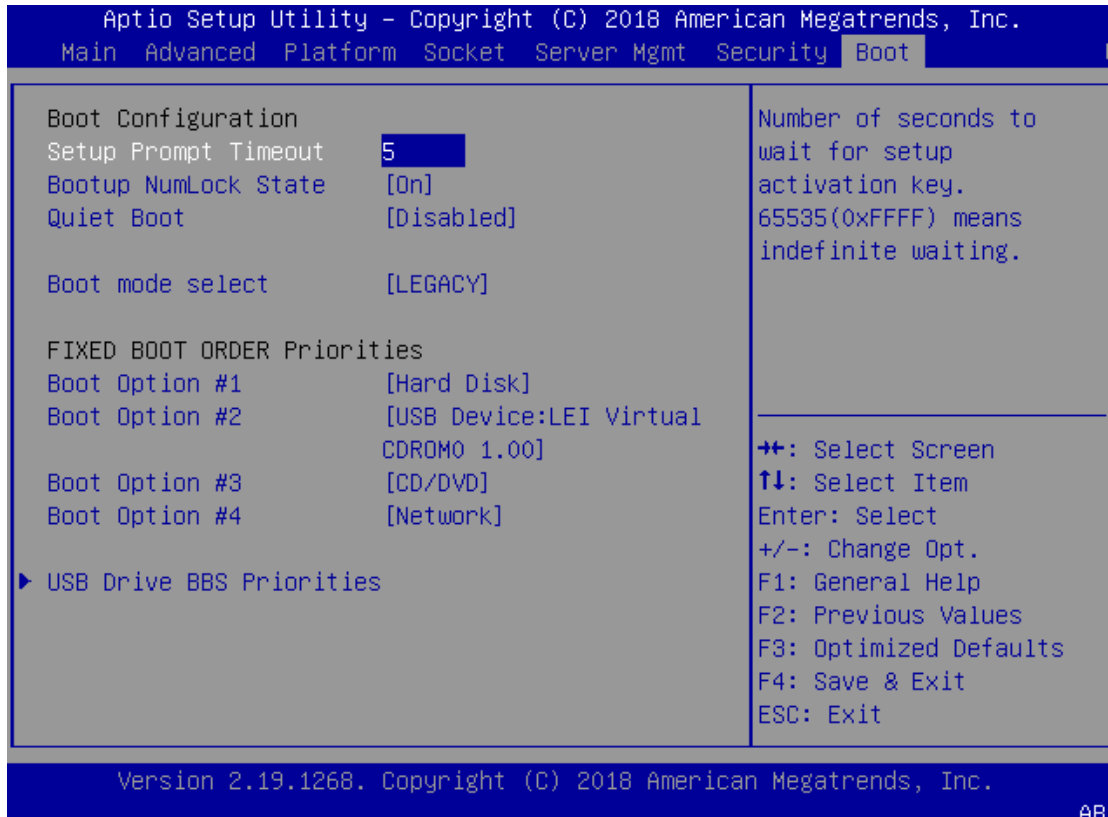 Aptio Setup Utility – Copyright (C) 2018 American Megatrends, Inc.
Main Advanced Platform Socket Server Mgmt Security Boot
Boot Configuration
Setup Prompt Timeout 5
Bootup NumLock State [On]
Quiet Boot [Disabled]
Boot mode select [LEGACY]
FIXED BOOT ORDER Priorities
Boot Option #1 [Hard Disk]
Boot Option #2 [USB Device:LEI Virtual
CDROM0 1.00]
Boot Option #3 [CD/DVD]
Boot Option #4 [Network]
▶ USB Drive BBS Priorities
Number of seconds to
wait for setup
activation key.
65535(0xFFFF) means
indefinite waiting.
→←: Select Screen
↑↓: Select Item
Enter: Select
+/-: Change Opt.
F1: General Help
F2: Previous Values
F3: Optimized Defaults
F4: Save & Exit
ESC: Exit
Version 2.19.1268. Copyright (C) 2018 American Megatrends, Inc.
AB